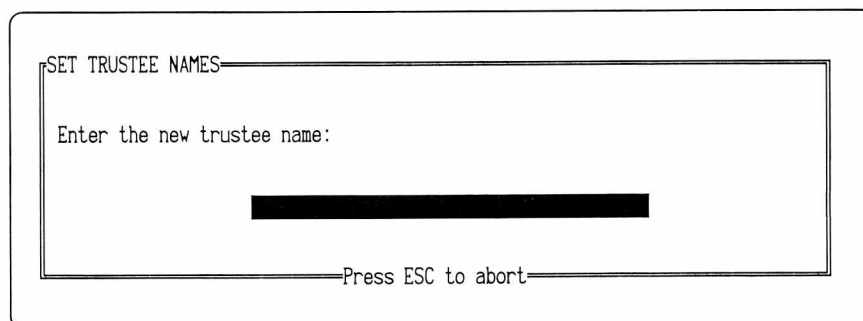 SET TRUSTEE NAMES
Enter the new trustee name:
Press ESC to abort